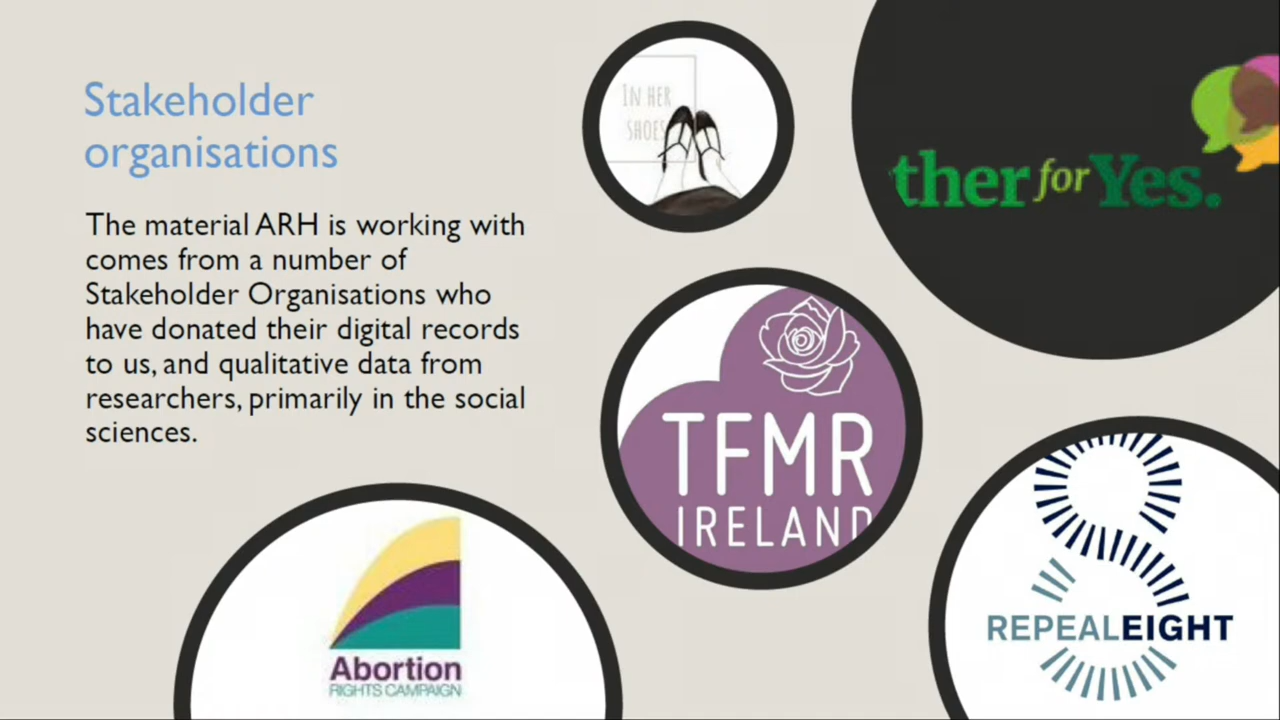 Stakeholder
organisations
The material ARH is working with
comes from a number of
Stakeholder Organisations who
have donated their digital records
to us, and qualitative data from
researchers, primarily in the social
sciences.
IN HER
SHOES
ther for Yes.
TFMR
IRELAND
REPEALEIGHT
Abortion
RIGHTS CAMPAIGN